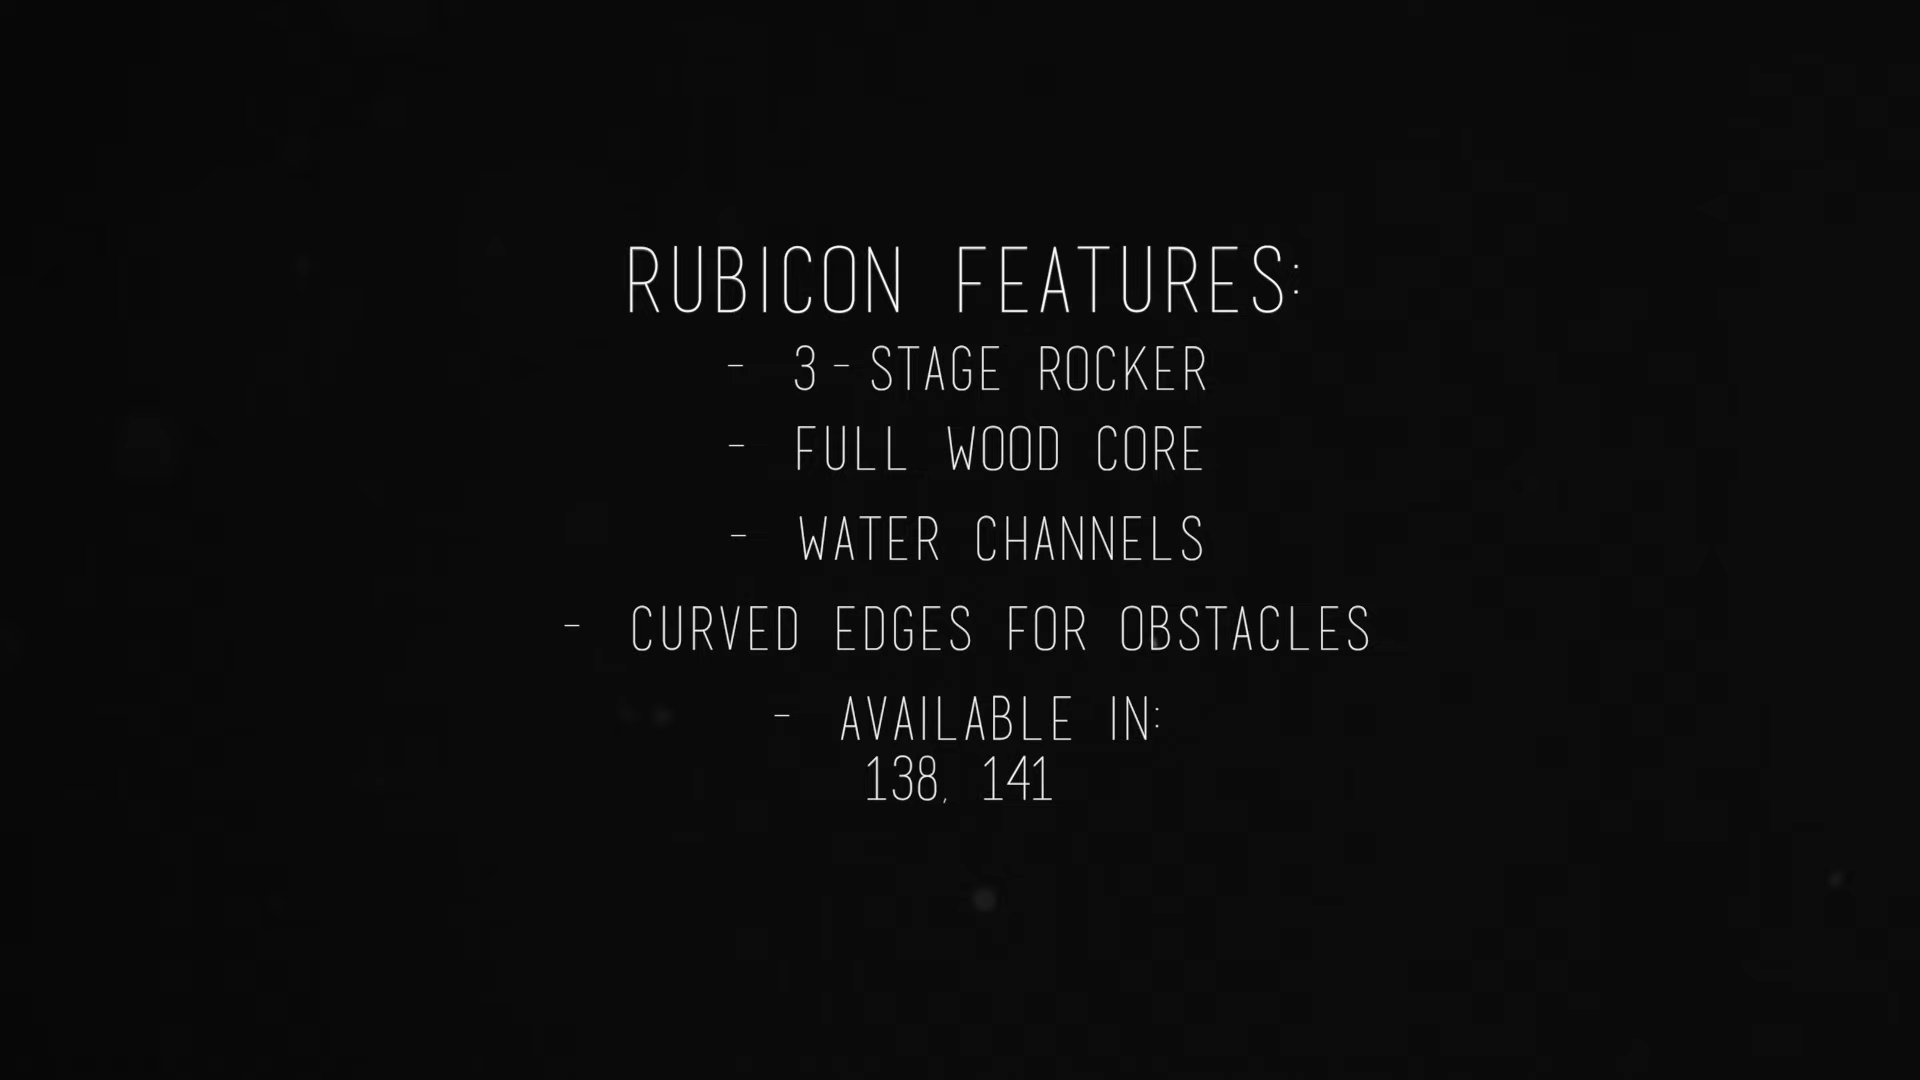 RUBICON FEATURES:
- 3-STAGE ROCKER
- FULL WOOD CORE
- WATER CHANNELS
- CURVED EDGES FOR OBSTACLES
- AVAILABLE IN:
138, 141